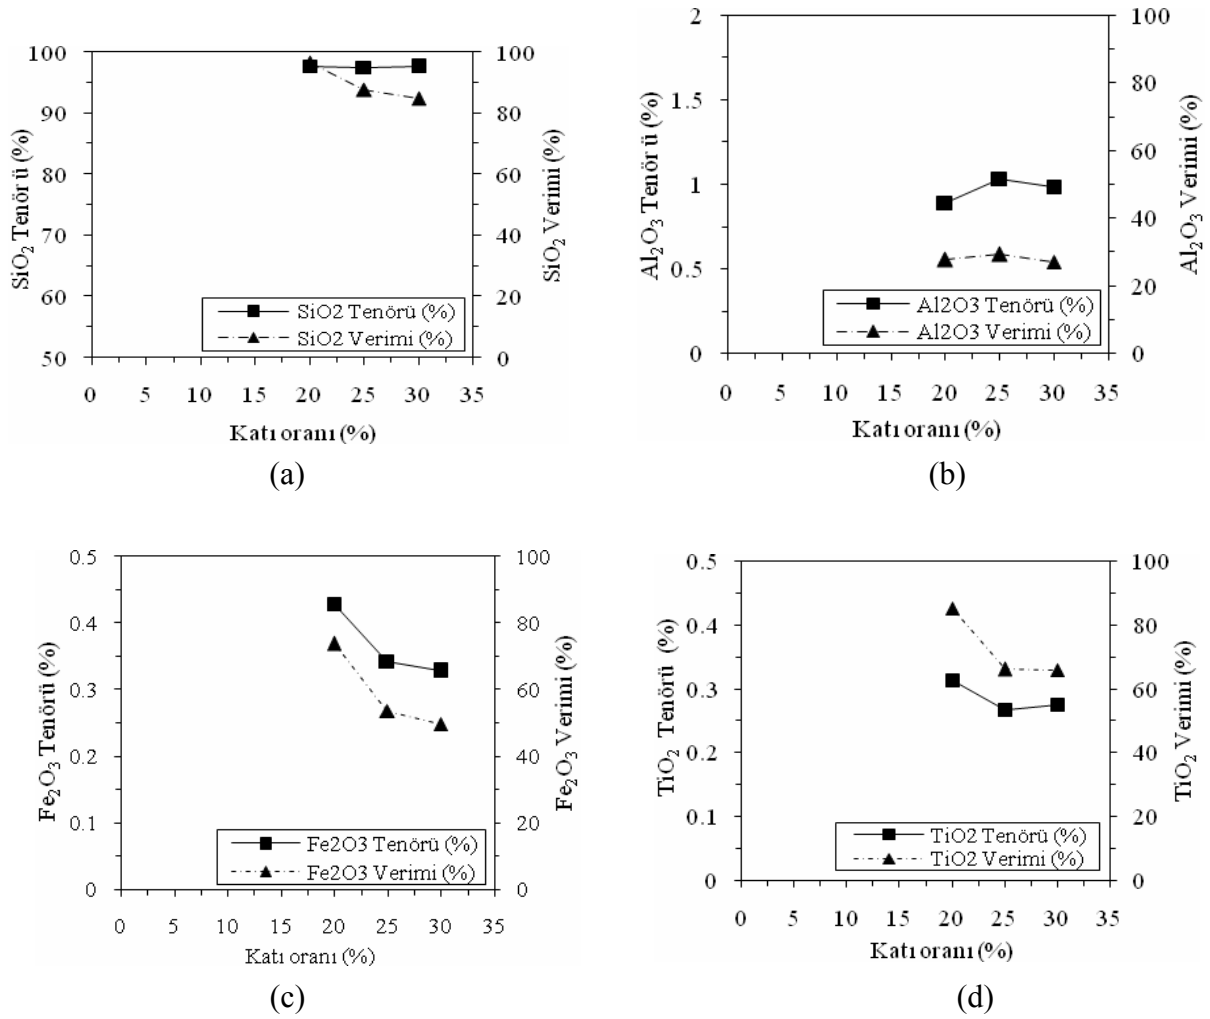 100
90
80
70
60
50
SiO2 Tenörü (%)
100
80
60
40
20
0
SiO2 Verimi (%)
SiO2 Tenörü (%)
SiO2 Verimi (%)
0 5 10 15 20 25 30 35
Katı oranı (%)
(a)
2
1.5
1
0.5
0
Al2O3 Tenörü (%)
100
80
60
40
20
0
Al2O3 Verimi (%)
Al2O3 Tenörü (%)
Al2O3 Verimi (%)
0 5 10 15 20 25 30 35
Katı oranı (%)
(b)
0.5
0.4
0.3
0.2
0.1
0
Fe2O3 Tenörü (%)
100
80
60
40
20
0
Fe2O3 Verimi (%)
Fe2O3 Tenörü (%)
Fe2O3 Verimi (%)
0 5 10 15 20 25 30 35
Katı oranı (%)
(c)
0.5
0.4
0.3
0.2
0.1
0
TiO2 Tenörü (%)
100
80
60
40
20
0
TiO2 Verimi (%)
TiO2 Tenörü (%)
TiO2 Verimi (%)
0 5 10 15 20 25 30 35
Katı oranı (%)
(d)